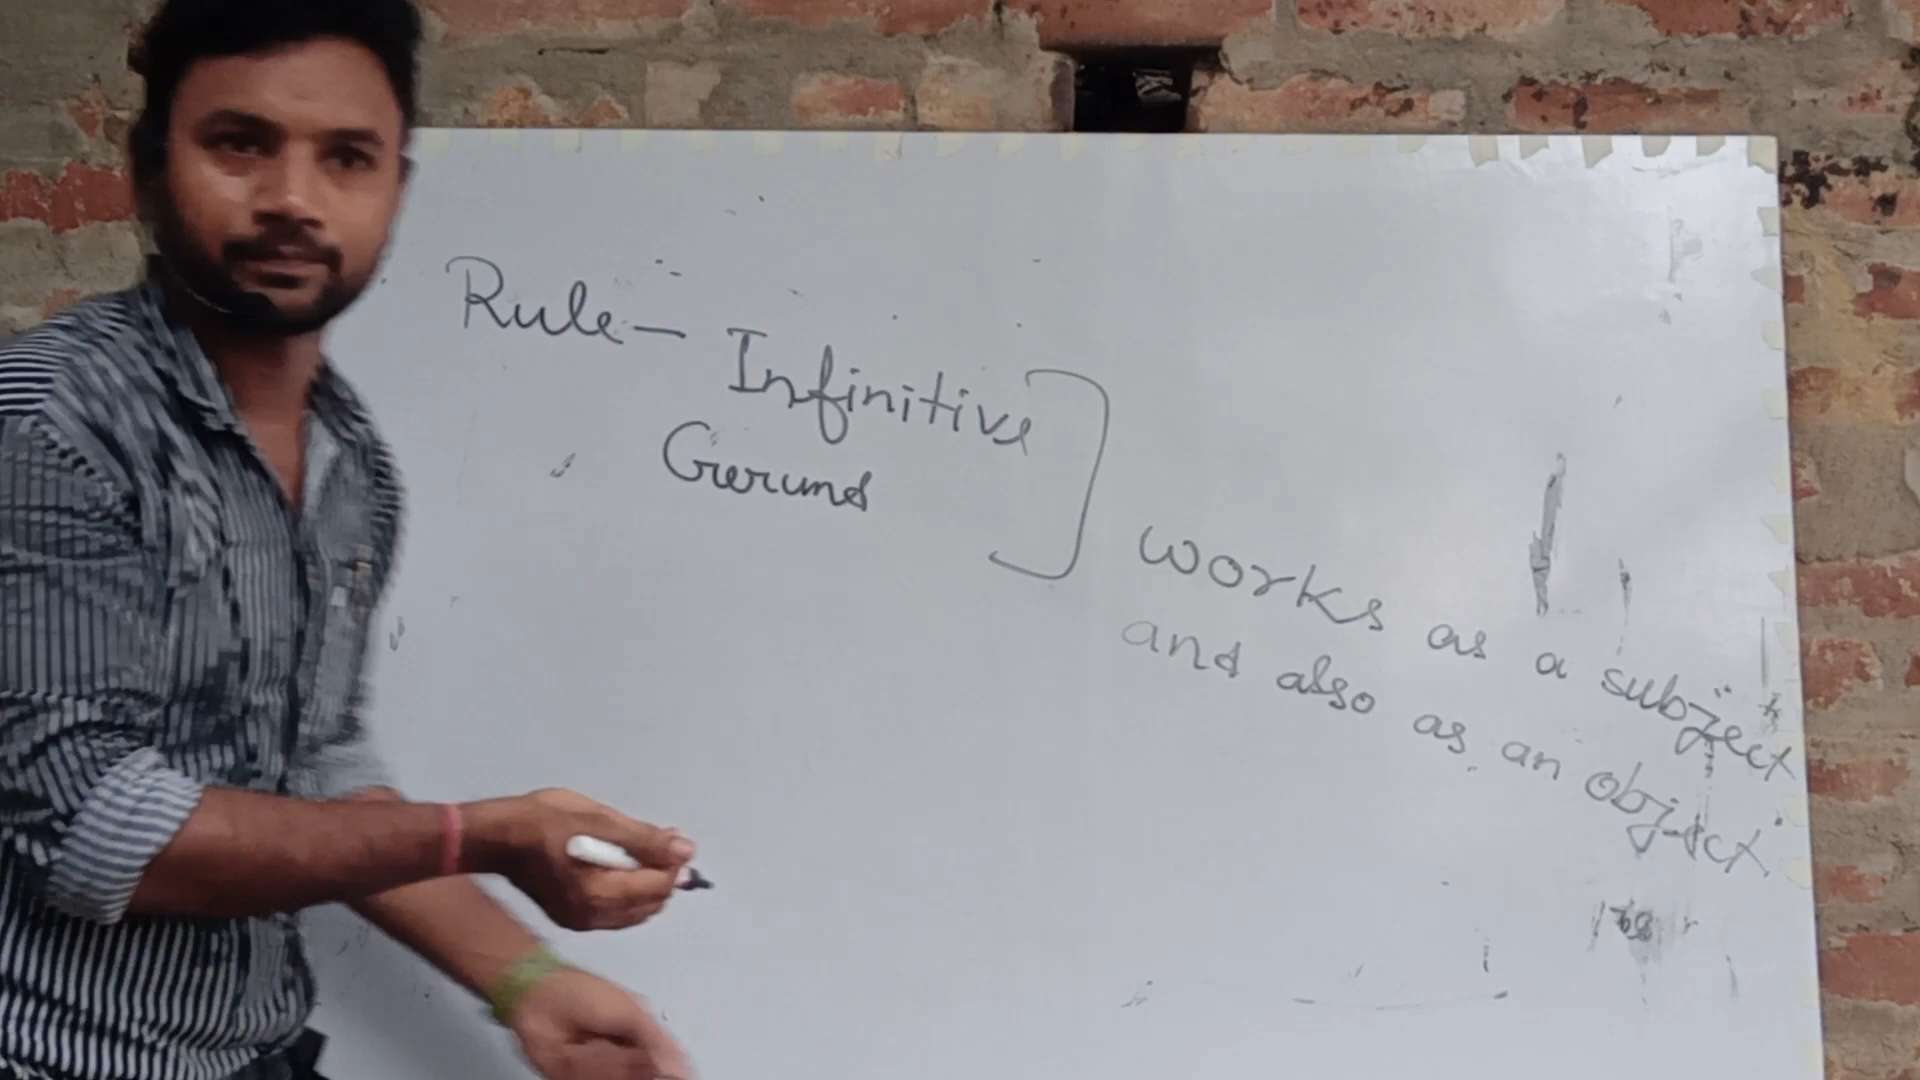 Rule- Infinitive
Gerund
works as a subject
and also as an object